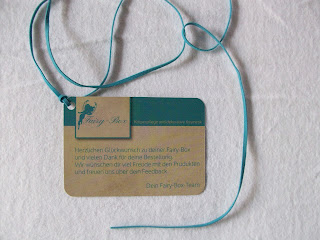 Fairy-Box
Herzlichen Glückwunsch zu deiner Fairy-Box
und vielen Dank für deine Bestellung.
Wir wünschen dir viel Freude mit den Produkten
und freuen uns über dein Feedback.
Dein Fairy-Box-Team